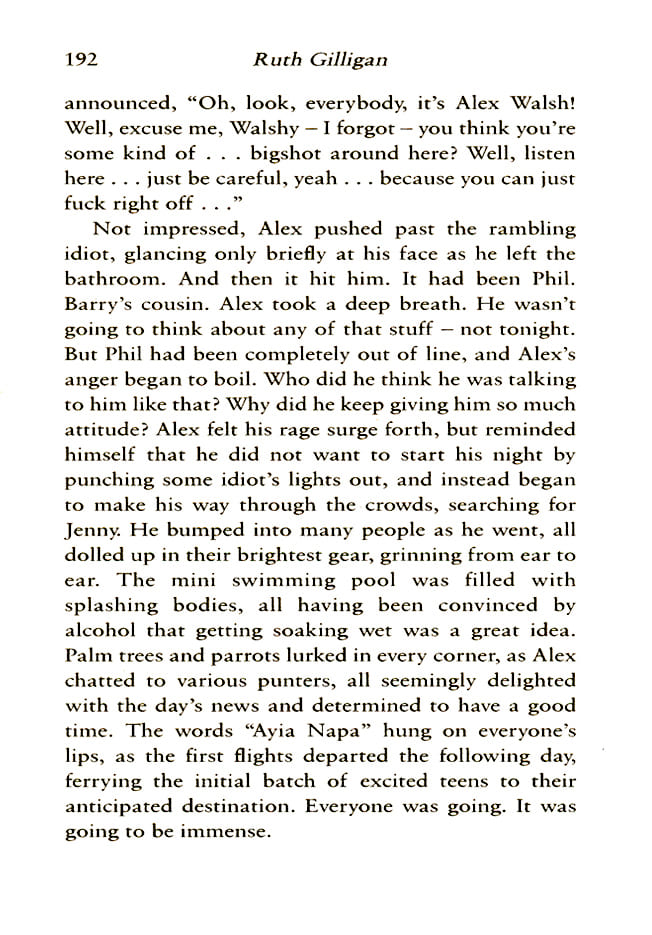 192 Ruth Gilligan
announced, “Oh, look, everybody, it’s Alex Walsh!
Well, excuse me, Walshy – I forgot – you think you’re
some kind of . . . bigshot around here? Well, listen
here . . . just be careful, yeah . . . because you can just
fuck right off . . .”
Not impressed, Alex pushed past the rambling
idiot, glancing only briefly at his face as he left the
bathroom. And then it hit him. It had been Phil.
Barry’s cousin. Alex took a deep breath. He wasn’t
going to think about any of that stuff – not tonight.
But Phil had been completely out of line, and Alex’s
anger began to boil. Who did he think he was talking
to him like that? Why did he keep giving him so much
attitude? Alex felt his rage surge forth, but reminded
himself that he did not want to start his night by
punching some idiot’s lights out, and instead began
to make his way through the crowds, searching for
Jenny. He bumped into many people as he went, all
dolled up in their brightest gear, grinning from ear to
ear. The mini swimming pool was filled with
splashing bodies, all having been convinced by
alcohol that getting soaking wet was a great idea.
Palm trees and parrots lurked in every corner, as Alex
chatted to various punters, all seemingly delighted
with the day’s news and determined to have a good
time. The words “Ayia Napa” hung on everyone’s
lips, as the first flights departed the following day,
ferrying the initial batch of excited teens to their
anticipated destination. Everyone was going. It was
going to be immense.